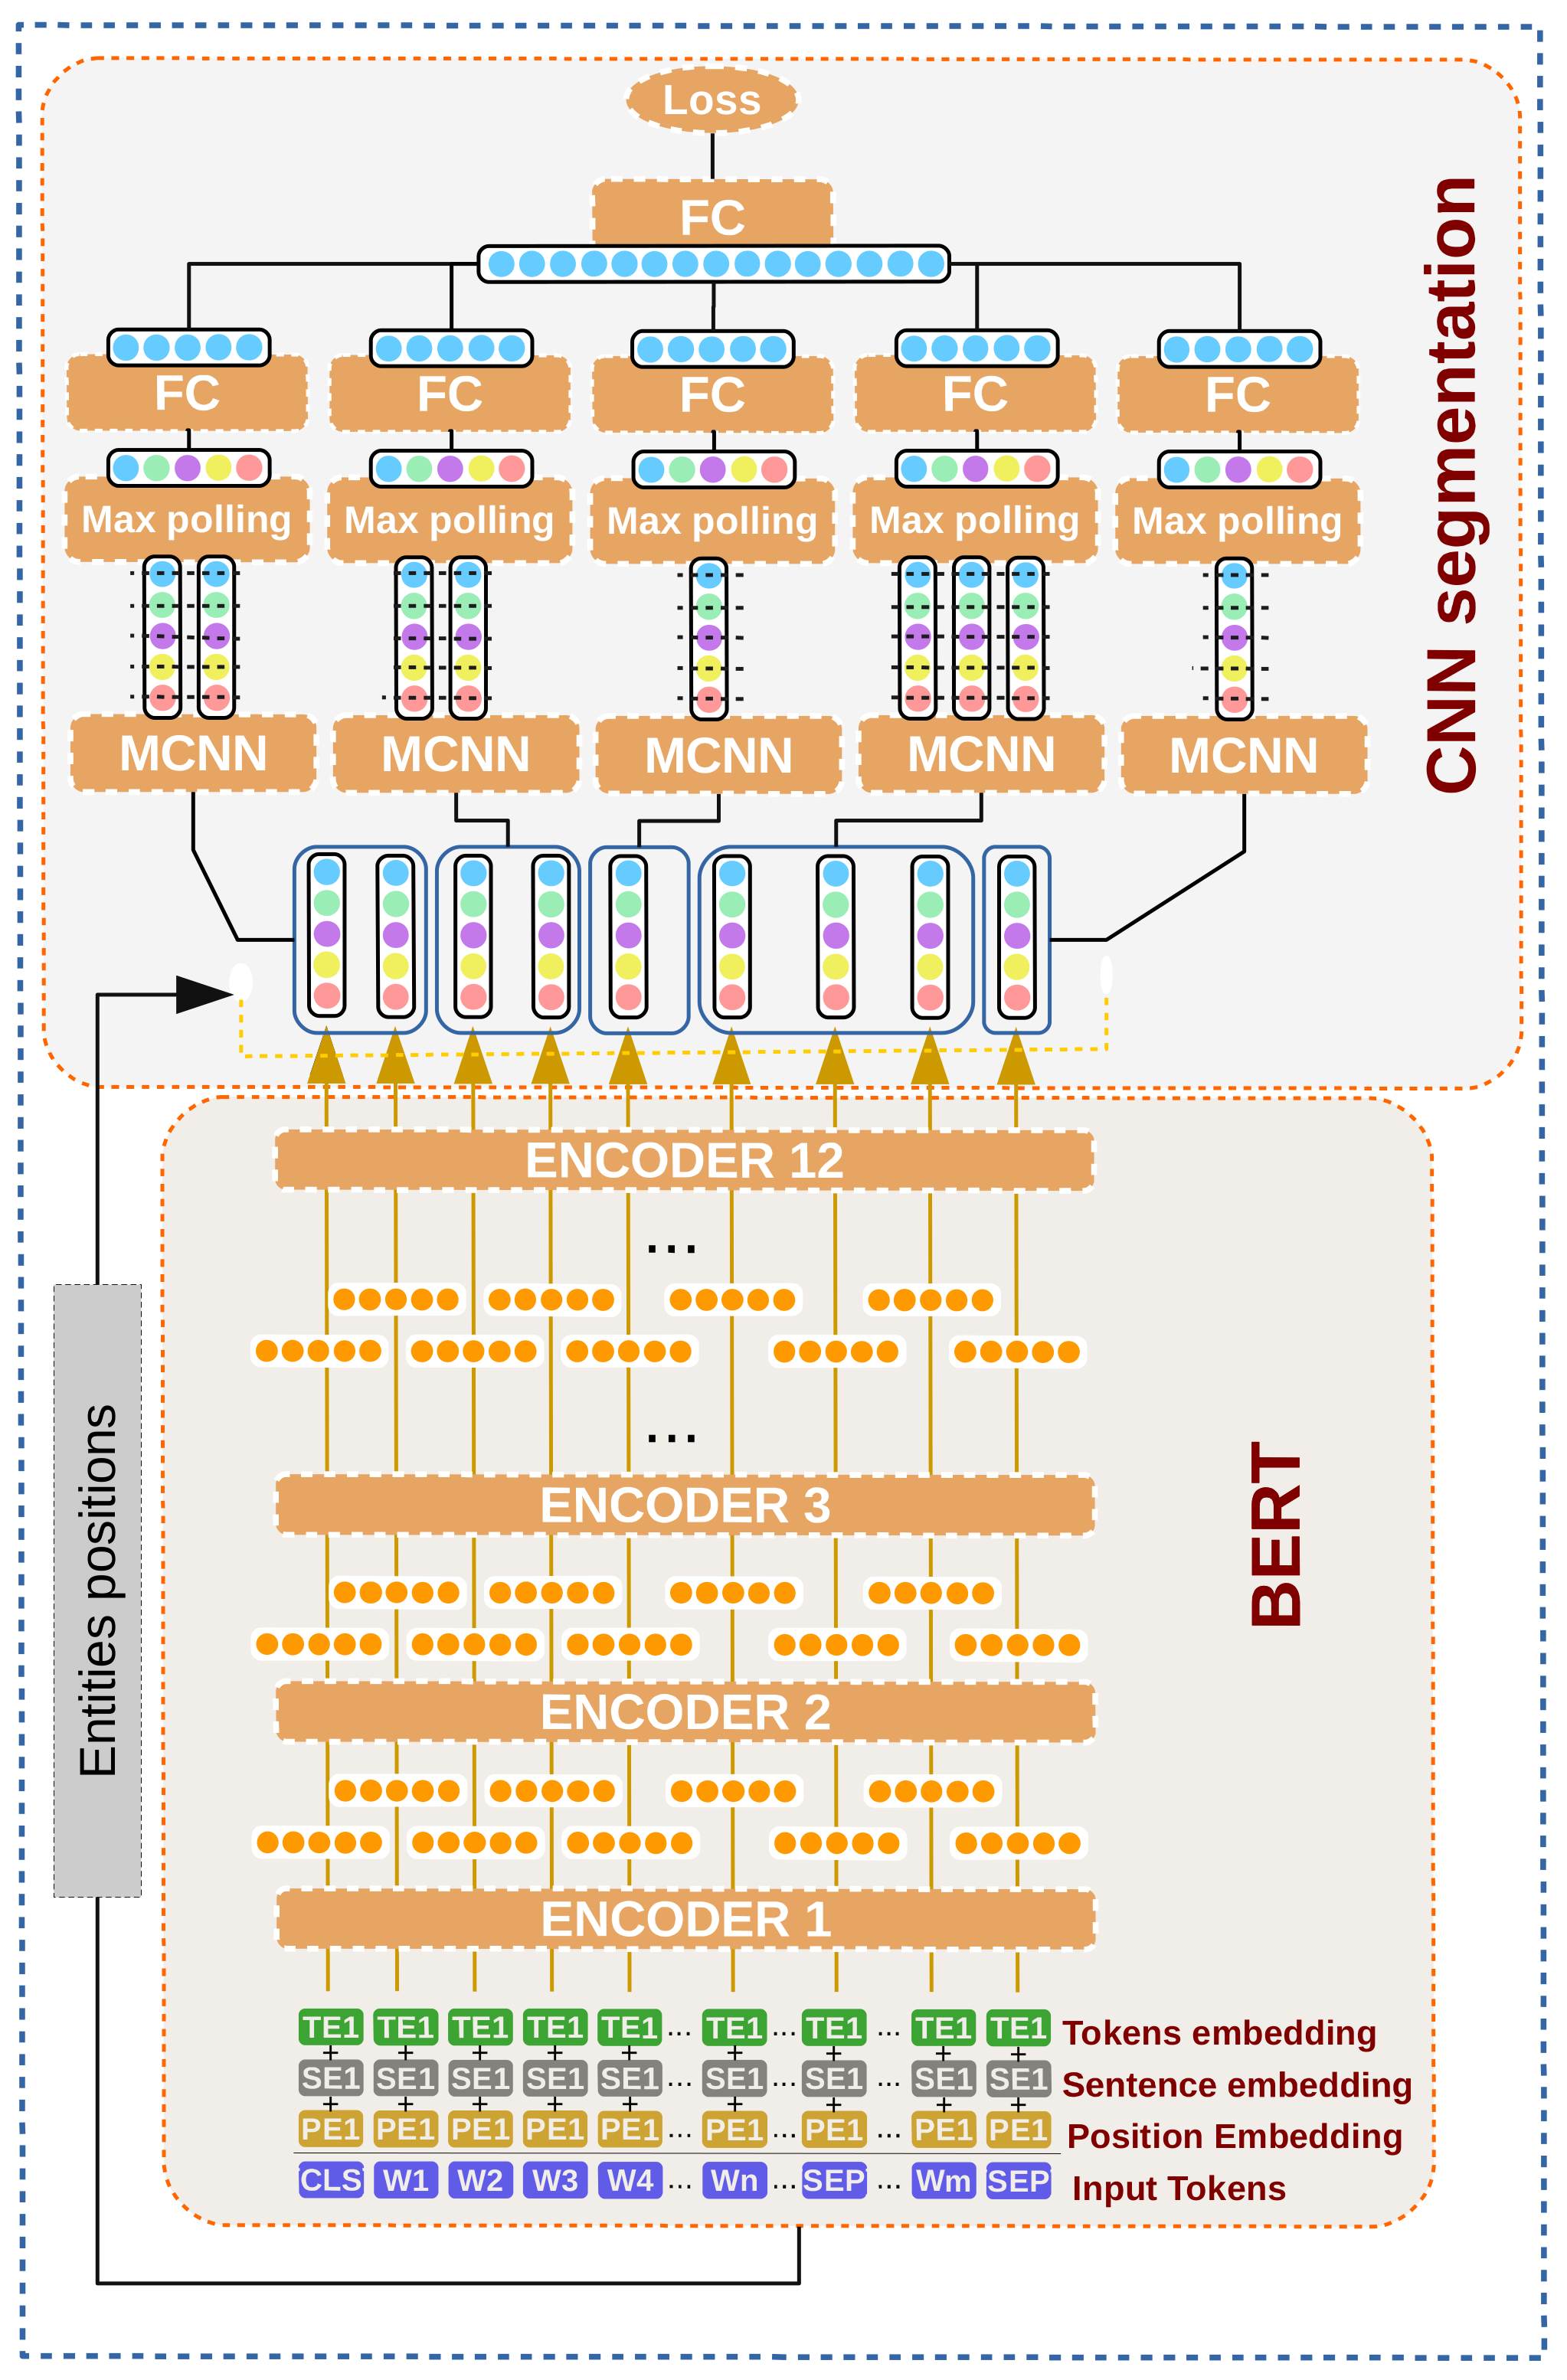 Loss
FC
CNN segmentation
FC FC FC FC FC
Max polling Max polling Max polling Max polling Max polling
MCNN MCNN MCNN MCNN MCNN
ENCODER 12
...
...
ENCODER 3
Entities positions
BERT
ENCODER 2
ENCODER 1
TE1 TE1 TE1 TE1 TE1 ... TE1 ... TE1 ... TE1 TE1 Tokens embedding
+ + + + + + + + +
SE1 SE1 SE1 SE1 SE1 ... SE1 ... SE1 ... SE1 SE1 Sentence embedding
+ + + + + + + + +
PE1 PE1 PE1 PE1 PE1 ... PE1 ... PE1 ... PE1 PE1 Position Embedding
CLS W1 W2 W3 W4 ... Wn ... SEP ... Wm SEP Input Tokens